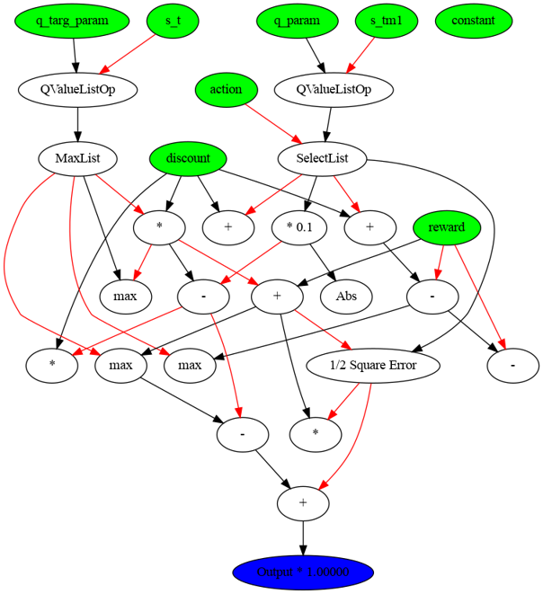 q_targ_param
s_t
q_param
s_tm1
constant
QValueListOp
action
QValueListOp
MaxList
discount
SelectList
*
+
* 0.1
+
reward
max
-
+
Abs
-
*
max
max
1/2 Square Error
-
-
*
+
Output * 1.00000